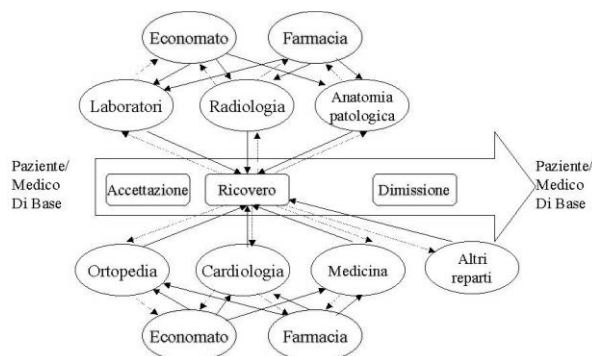 Economato
Farmacia
Laboratori
Radiologia
Anatomia
patologica
Paziente/
Medico
Di Base
Accettazione
Ricovero
Dimissione
Paziente/
Medico
Di Base
Ortopedia
Cardiologia
Medicina
Altri
reparti
Economato
Farmacia